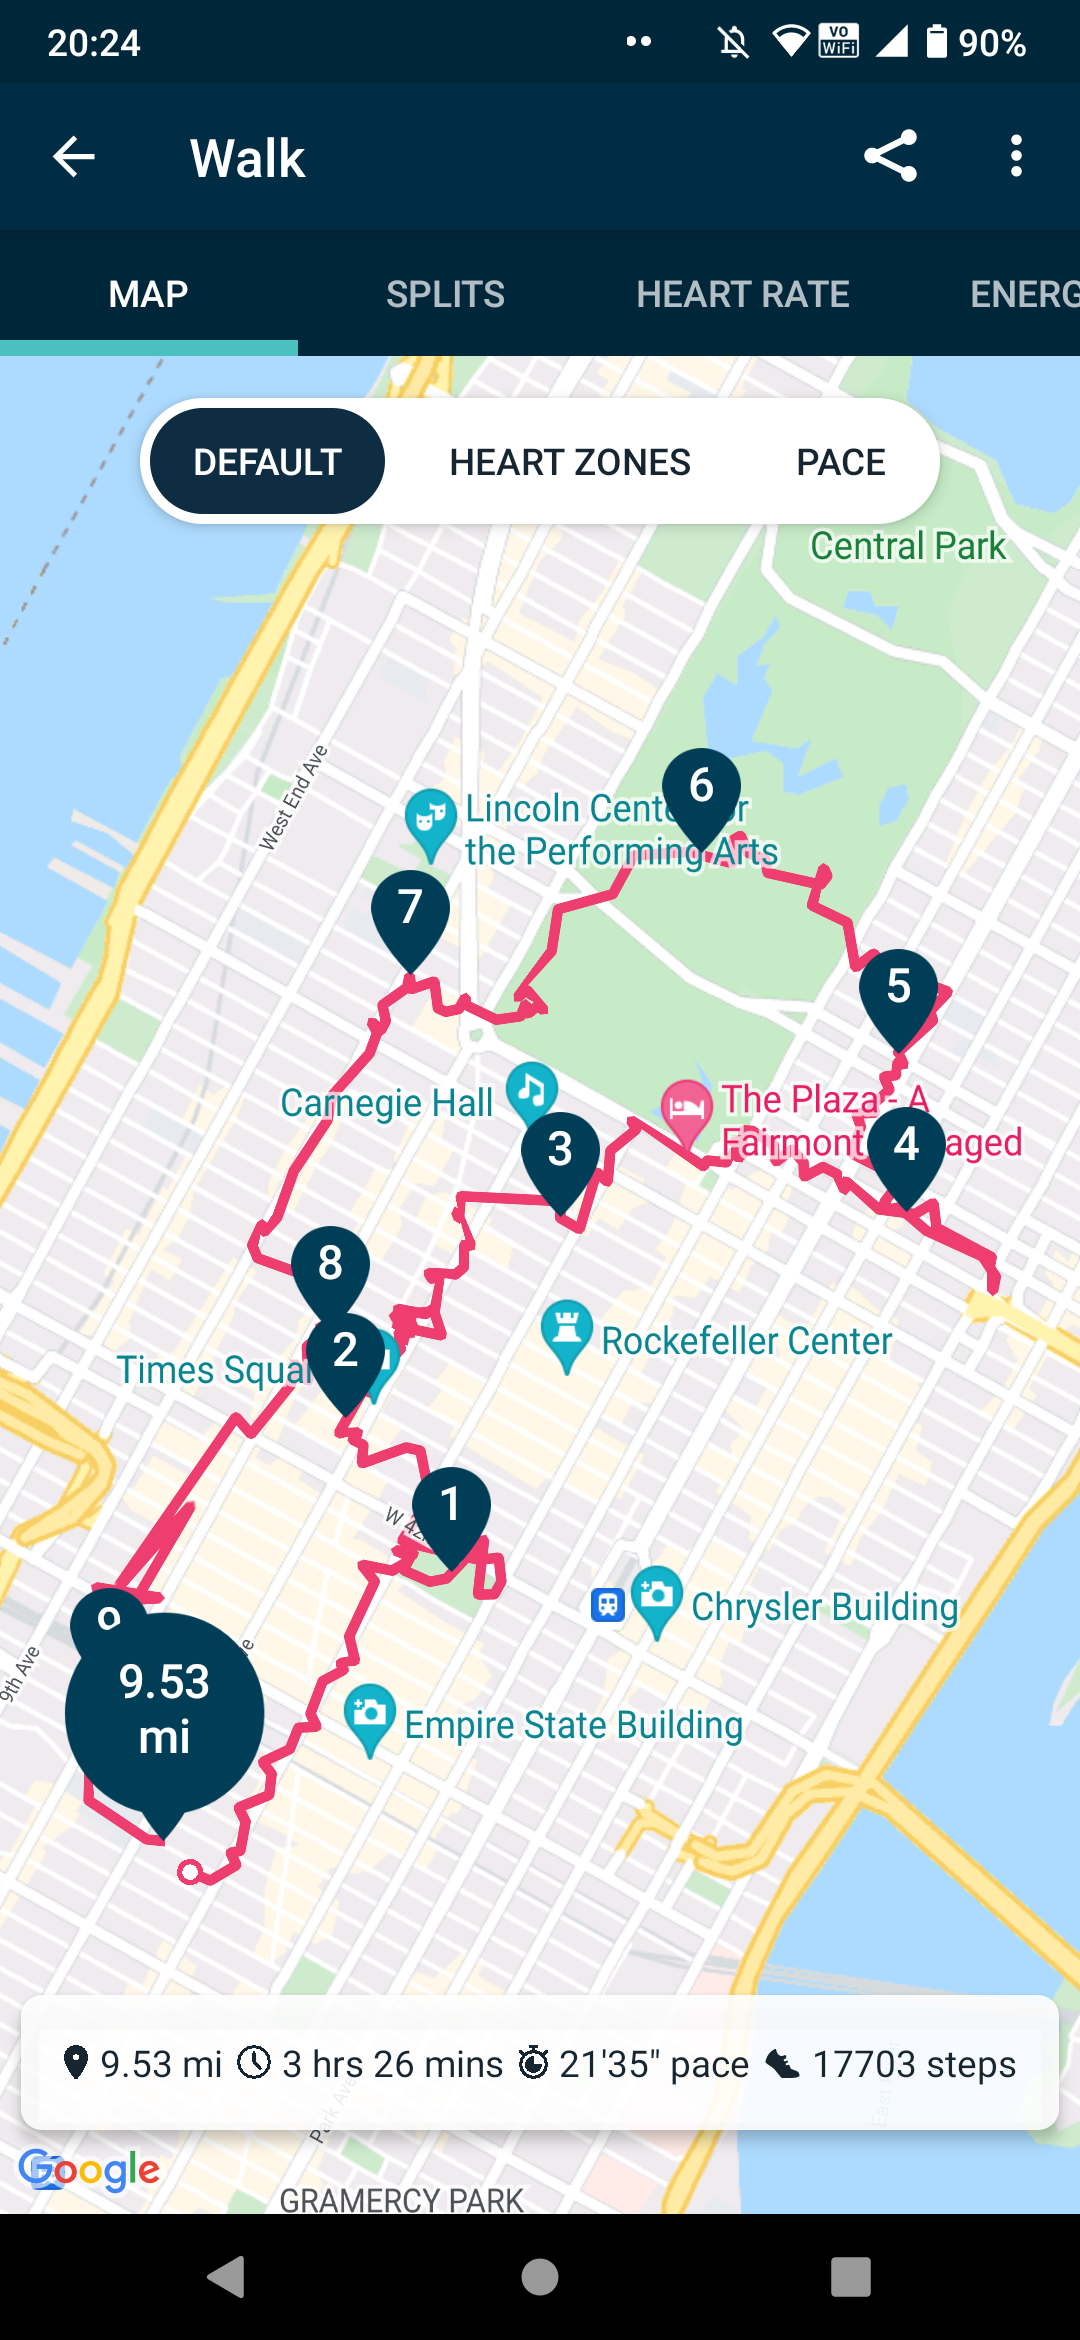 20:24
VO
WiFi
90%
Walk
MAP
SPLITS
HEART RATE
ENERG
DEFAULT
HEART ZONES
PACE
Central Park
West End Ave
6
Lincoln Cent r
the Performing Arts
7
5
Carnegie Hall
The Plaza - A
Fairmont aged
3
4
8
Rockefeller Center
2
Times Squa
1
W 42
Chrysler Building
9th Ave
9.53
mi
Empire State Building
9.53 mi
3 hrs 26 mins
21'35" pace
17703 steps
Park Ave
East
Google
GRAMERCY PARK